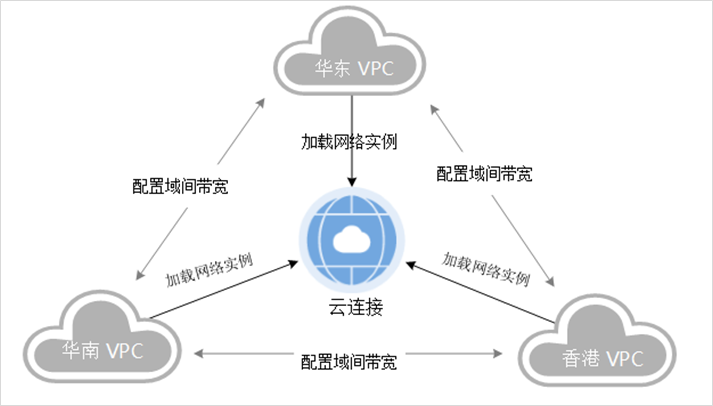 华东 VPC
加载网络实例
配置域间带宽
配置域间带宽
加载网络实例
加载网络实例
云连接
华南 VPC
配置域间带宽
香港 VPC